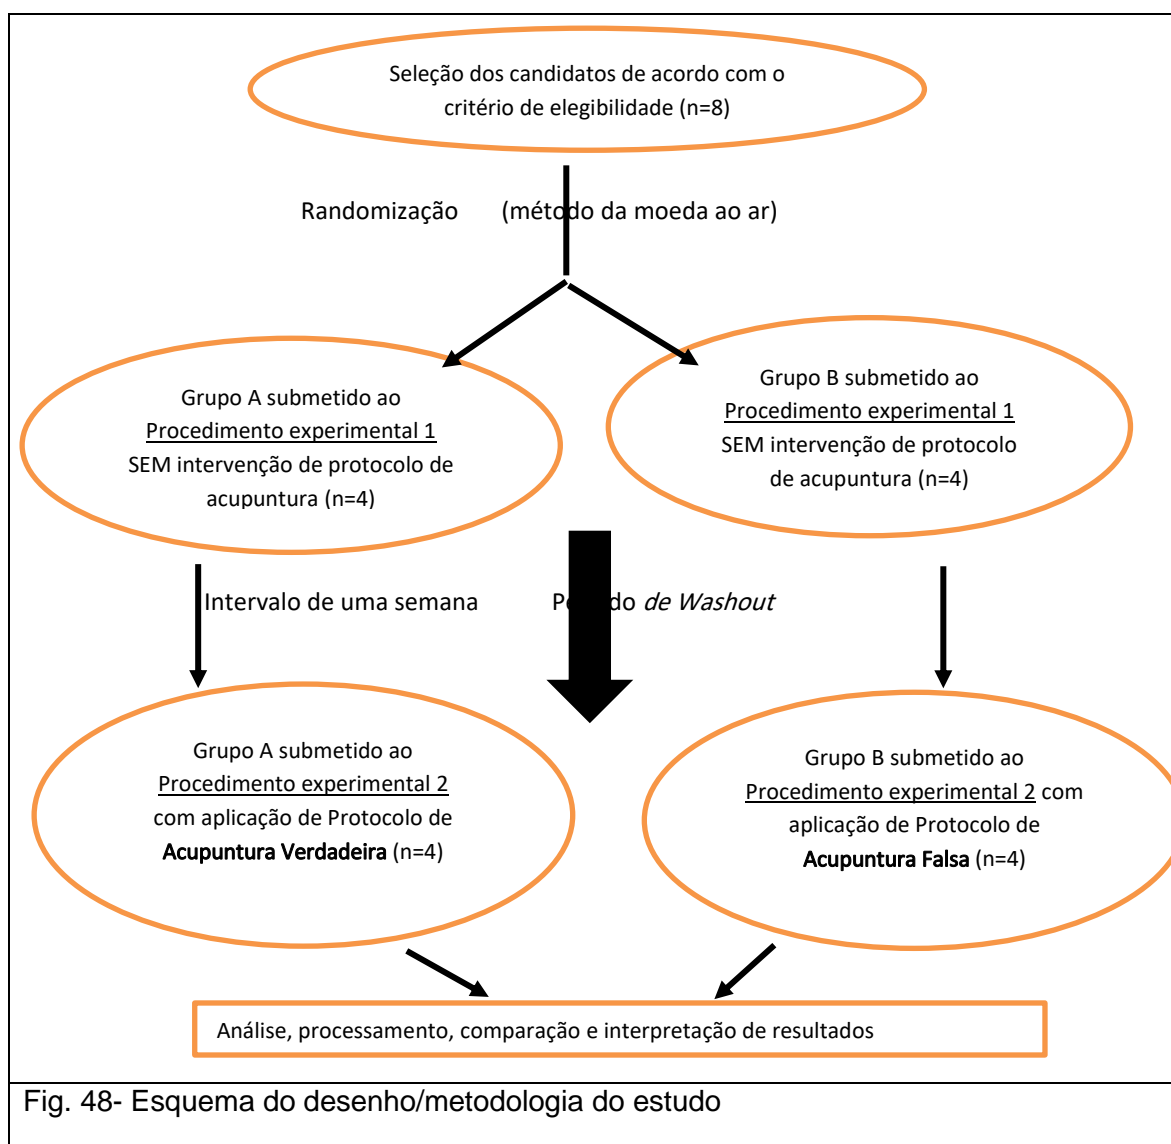 Seleção dos candidatos de acordo com o
critério de elegibilidade (n=8)
Randomização (método da moeda ao ar)
Grupo A submetido ao
Procedimento experimental 1
SEM intervenção de protocolo de
acupuntura (n=4)
Grupo B submetido ao
Procedimento experimental 1
SEM intervenção de protocolo
de acupuntura (n=4)
Intervalo de uma semana
de Washout
Grupo A submetido ao
Procedimento experimental 2
com aplicação de Protocolo de
Acupuntura Verdadeira (n=4)
Grupo B submetido ao
Procedimento experimental 2 com
aplicação de Protocolo de
Acupuntura Falsa (n=4)
Análise, processamento, comparação e interpretação de resultados
Fig. 48- Esquema do desenho/metodologia do estudo